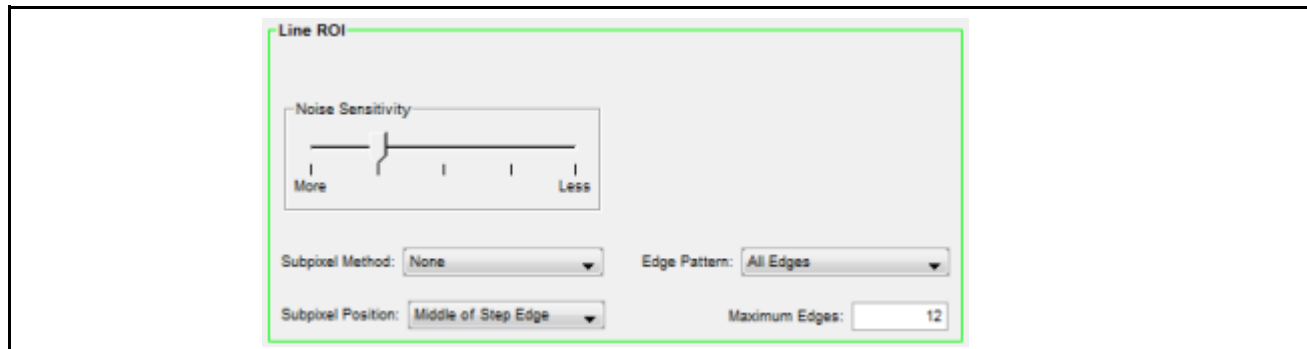 Line ROI
Noise Sensitivity
More Less
Subpixel Method: None Edge Pattern: All Edges
Subpixel Position: Middle of Step Edge Maximum Edges: 12